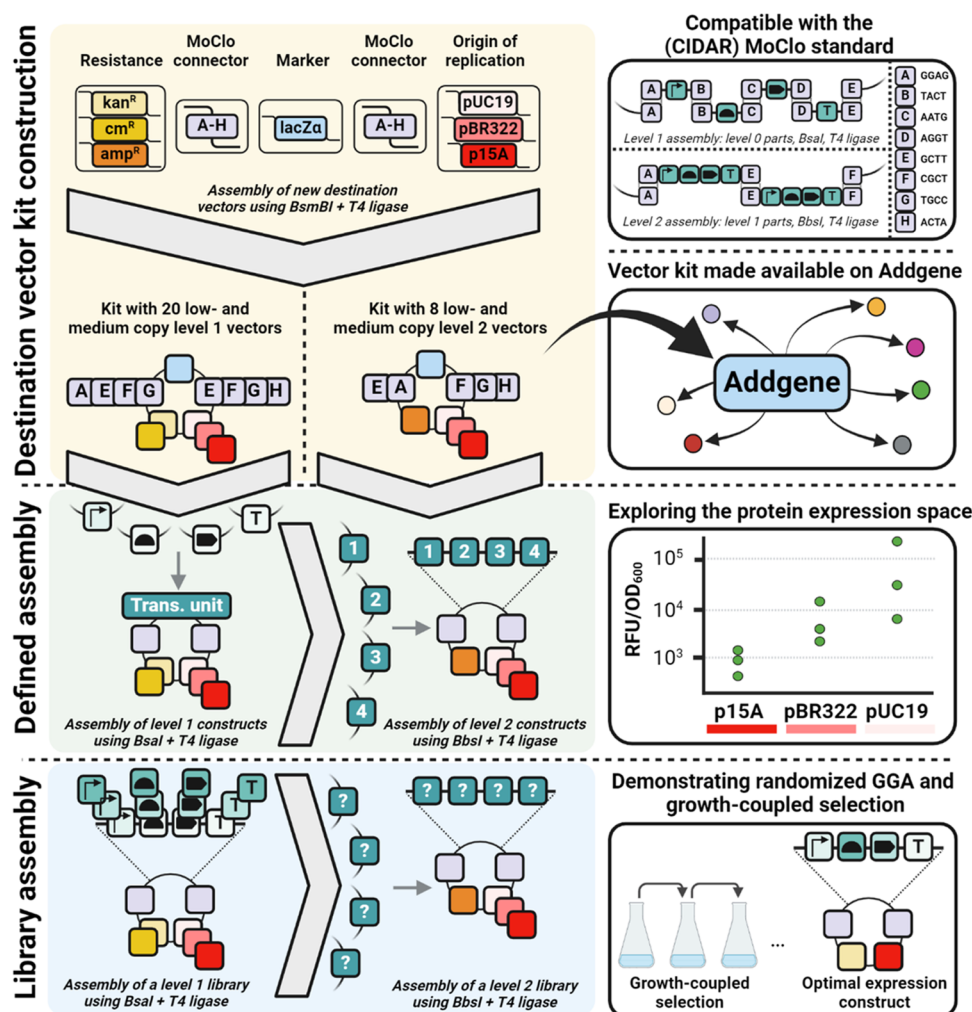 Destination vector kit construction
Resistance
MoClo
connector
Marker
MoClo
connector
Origin of
replication
kanR
cmR
ampR
A-H
lacZα
A-H
pUC19
pBR322
p15A
Assembly of new destination
vectors using BsmBI + T4 ligase
Kit with 20 low- and
medium copy level 1 vectors
Kit with 8 low- and
medium copy level 2 vectors
A E F G E F G H
E A F G H
Compatible with the
(CIDAR) MoClo standard
A B C D E
A B C D T E
Level 1 assembly: level 0 parts, BsaI, T4 ligase
A T E F
A E T F
Level 2 assembly: level 1 parts, BbsI, T4 ligase
A GGAG
B TACT
C AATG
D AGGT
E GCTT
F CGCT
G TGCC
H ACTA
Vector kit made available on Addgene
Addgene
Defined assembly
T
Trans. unit
Assembly of level 1 constructs
using BsaI + T4 ligase
1
2
3
4
1 2 3 4
Assembly of level 2 constructs
using BbsI + T4 ligase
Exploring the protein expression space
RFU/OD600
10^5
10^4
10^3
p15A pBR322 pUC19
Library assembly
T
T
T
Assembly of a level 1 library
using BsaI + T4 ligase
?
?
?
?
? ? ? ?
Assembly of a level 2 library
using BbsI + T4 ligase
Demonstrating randomized GGA and
growth-coupled selection
T
...
Growth-coupled
selection
Optimal expression
construct